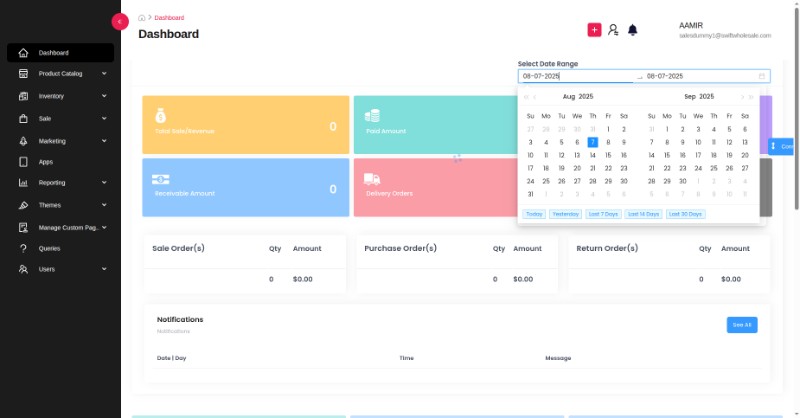 Dashboard
Dashboard
AAMIR
salesdummy1@swiftwholesale.com
Dashboard
Product Catalog
Inventory
Sale
Marketing
Apps
Reporting
Themes
Manage Custom Pag..
Queries
Users
Select Date Range
08-07-2025 → 08-07-2025
Aug 2025
Su Mo Tu We Th Fr Sa
27 28 29 30 31 1 2
3 4 5 6 7 8 9
10 11 12 13 14 15 16
17 18 19 20 21 22 23
24 25 26 27 28 29 30
31 1 2 3 4 5 6
Sep 2025
Su Mo Tu We Th Fr Sa
31 1 2 3 4 5 6
7 8 9 10 11 12 13
14 15 16 17 18 19 20
21 22 23 24 25 26 27
28 29 30 1 2 3 4
5 6 7 8 9 10 11
Today Yesterday Last 7 Days Last 14 Days Last 30 Days
Total Sale/Revenue 0
Paid Amount
Receivable Amount 0
Delivery Orders
Sale Order(s) Qty Amount
0 $0.00
Purchase Order(s) Qty Amount
0 $0.00
Return Order(s) Qty Amount
0 $0.00
Notifications
Notifications
See All
Date | Day Time Message